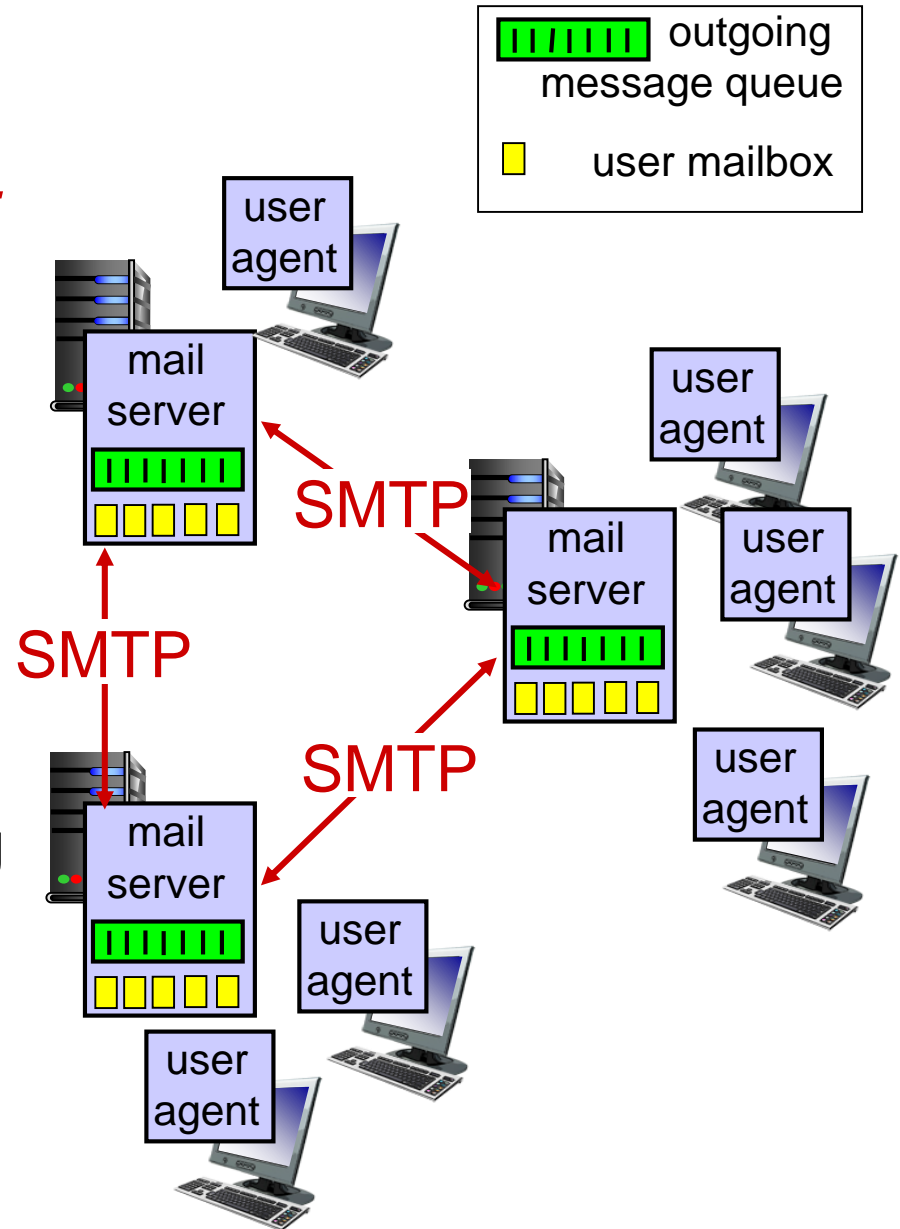 outgoing
message queue
user mailbox
user
agent
mail
server
SMTP
user
agent
mail
server
user
agent
SMTP
SMTP
user
agent
mail
server
user
agent
user
agent